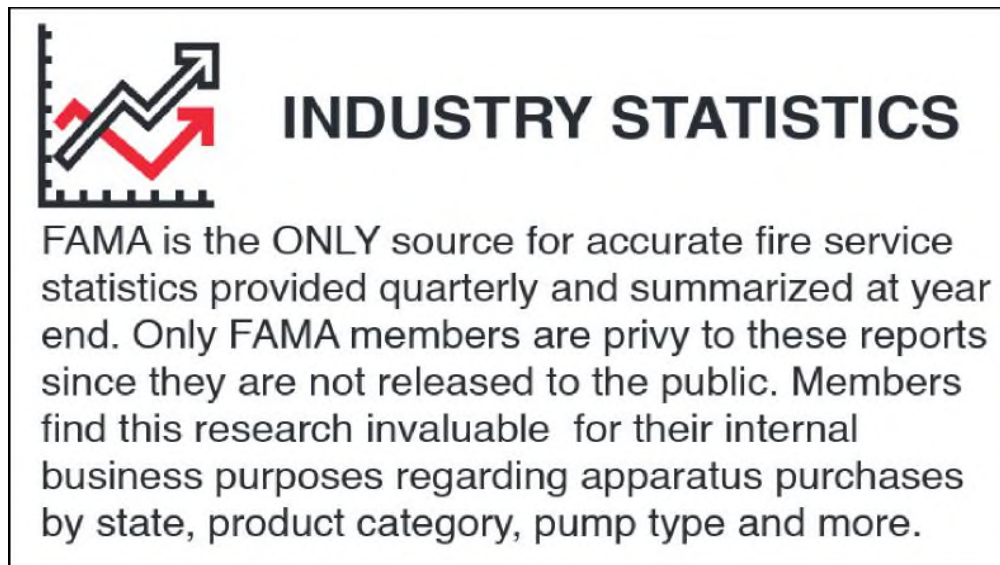 INDUSTRY STATISTICS
FAMA is the ONLY source for accurate fire service
statistics provided quarterly and summarized at year
end. Only FAMA members are privy to these reports
since they are not released to the public. Members
find this research invaluable  for their internal
business purposes regarding apparatus purchases
by state, product category, pump type and more.